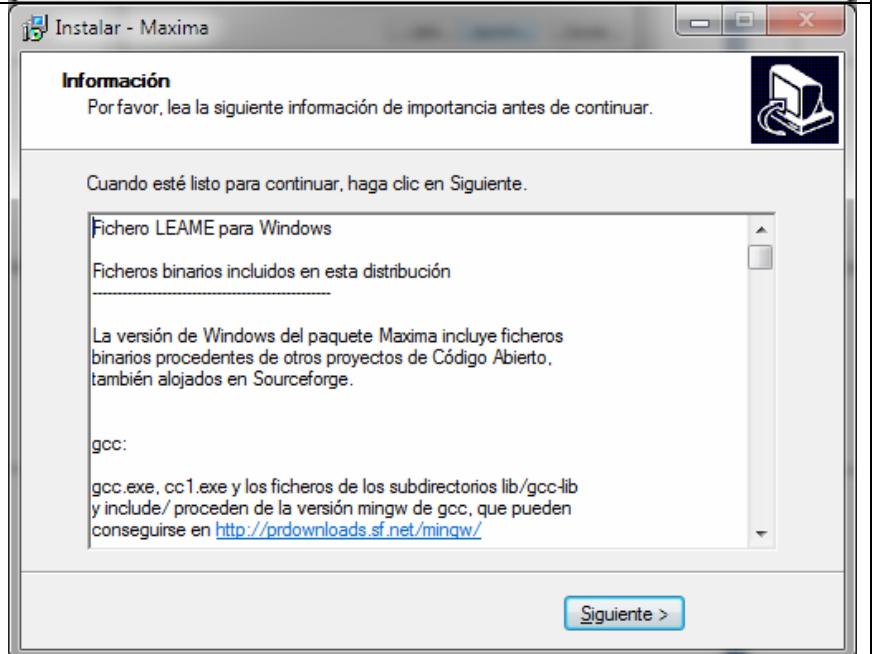 Instalar - Maxima
Información
Por favor, lea la siguiente información de importancia antes de continuar.
Cuando esté listo para continuar, haga clic en Siguiente.
Fichero LEAME para Windows
Ficheros binarios incluidos en esta distribución
-------------------------------------------------
La versión de Windows del paquete Maxima incluye ficheros
binarios procedentes de otros proyectos de Código Abierto,
también alojados en Sourceforge.
gcc:
gcc.exe, cc1.exe y los ficheros de los subdirectorios lib/gcc-lib
y include/ proceden de la versión mingw de gcc, que pueden
conseguirse en http://prdownloads.sf.net/mingw/
Siguiente >